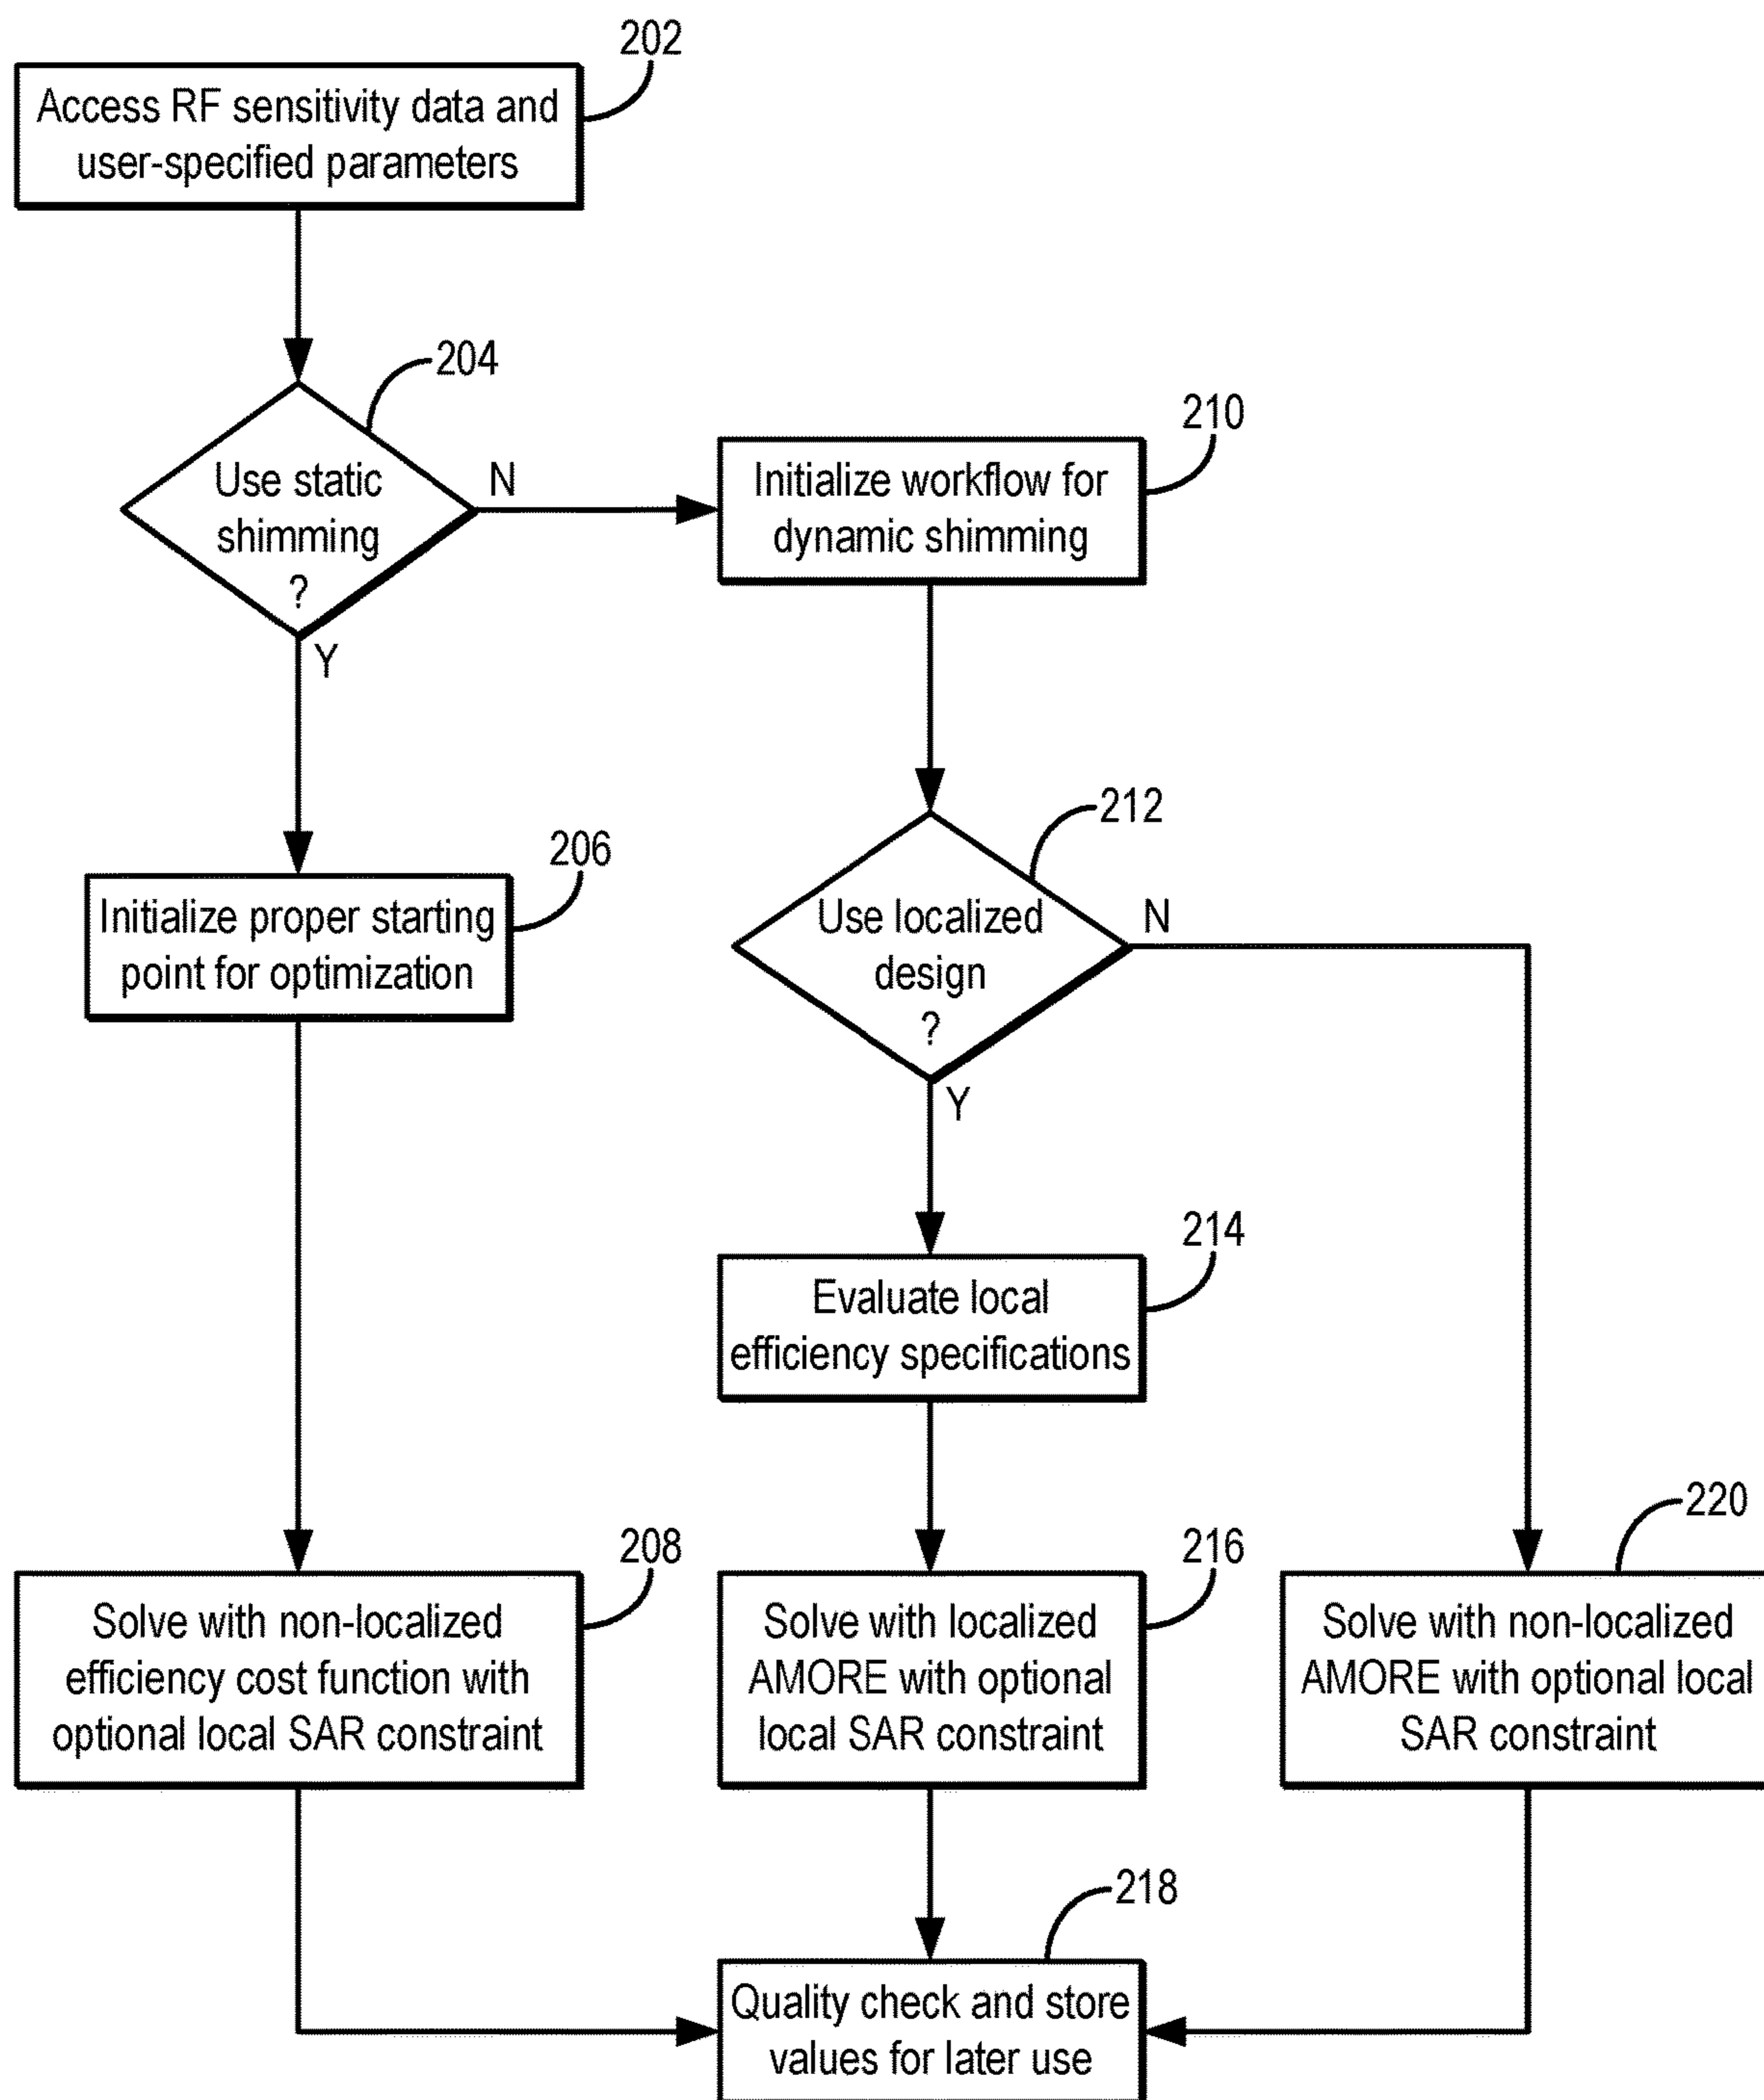 202
Access RF sensitivity data and
user-specified parameters
204
Use static
shimming
?
N
Y
210
Initialize workflow for
dynamic shimming
206
Initialize proper starting
point for optimization
212
Use localized
design
?
N
Y
214
Evaluate local
efficiency specifications
208
Solve with non-localized
efficiency cost function with
optional local SAR constraint
216
Solve with localized
AMORE with optional
local SAR constraint
220
Solve with non-localized
AMORE with optional local
SAR constraint
218
Quality check and store
values for later use